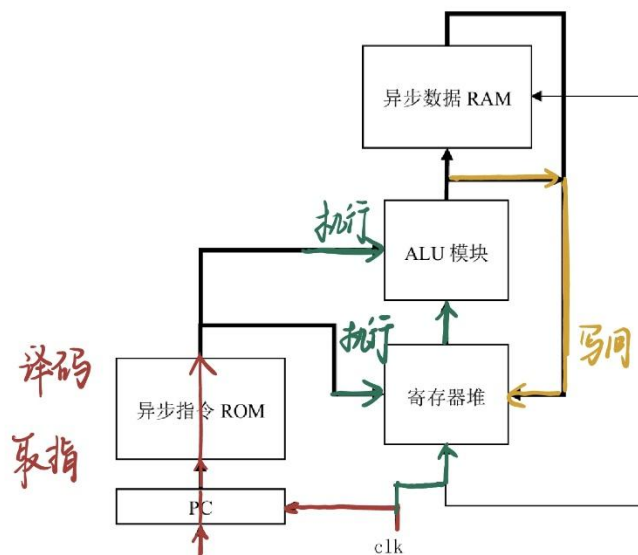 异步数据 RAM
执行
ALU 模块
执行
写回
译码
异步指令 ROM
寄存器堆
取指
PC
clk